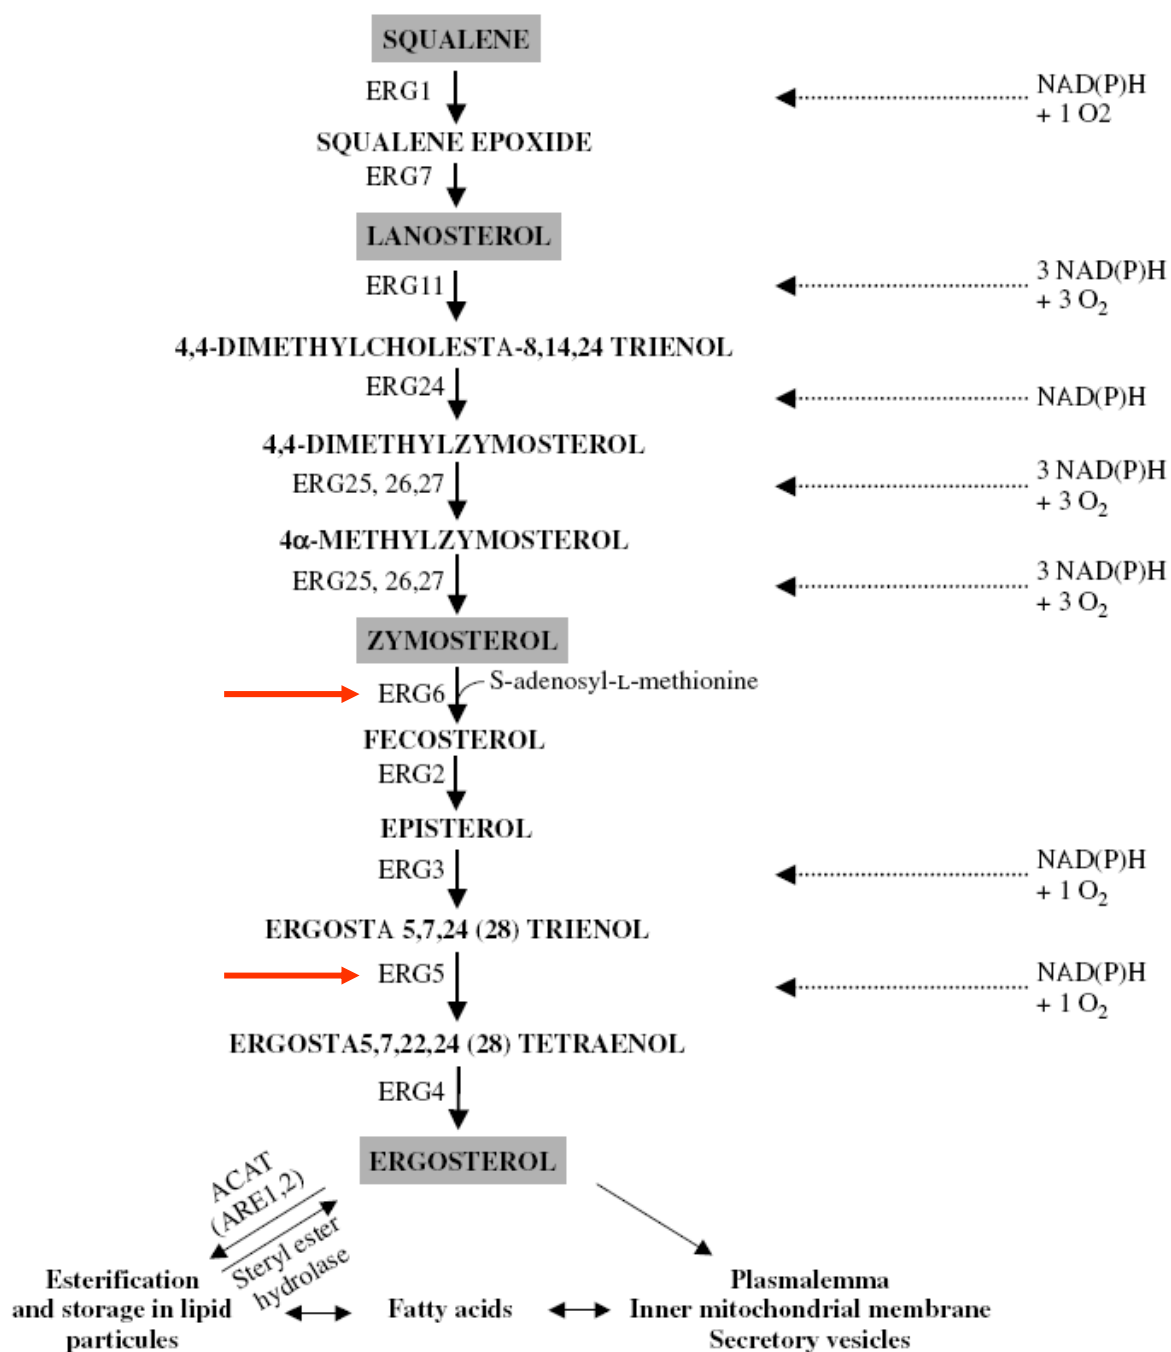 SQUALENE
ERG1
NAD(P)H
+ 1 O2
SQUALENE EPOXIDE
ERG7
LANOSTEROL
ERG11
3 NAD(P)H
+ 3 O2
4,4-DIMETHYLCHOLESTA-8,14,24 TRIENOL
ERG24
NAD(P)H
4,4-DIMETHYLZYMOSTEROL
ERG25, 26,27
3 NAD(P)H
+ 3 O2
4α-METHYLZYMOSTEROL
ERG25, 26,27
3 NAD(P)H
+ 3 O2
ZYMOSTEROL
ERG6
S-adenosyl-L-methionine
FECOSTEROL
ERG2
EPISTEROL
ERG3
NAD(P)H
+ 1 O2
ERGOSTA 5,7,24 (28) TRIENOL
ERG5
NAD(P)H
+ 1 O2
ERGOSTA5,7,22,24 (28) TETRAENOL
ERG4
ERGOSTEROL
ACAT
(ARE1,2)
Steryl ester
hydrolase
Esterification
and storage in lipid
particules
Fatty acids
Plasmalemma
Inner mitochondrial membrane
Secretory vesicles